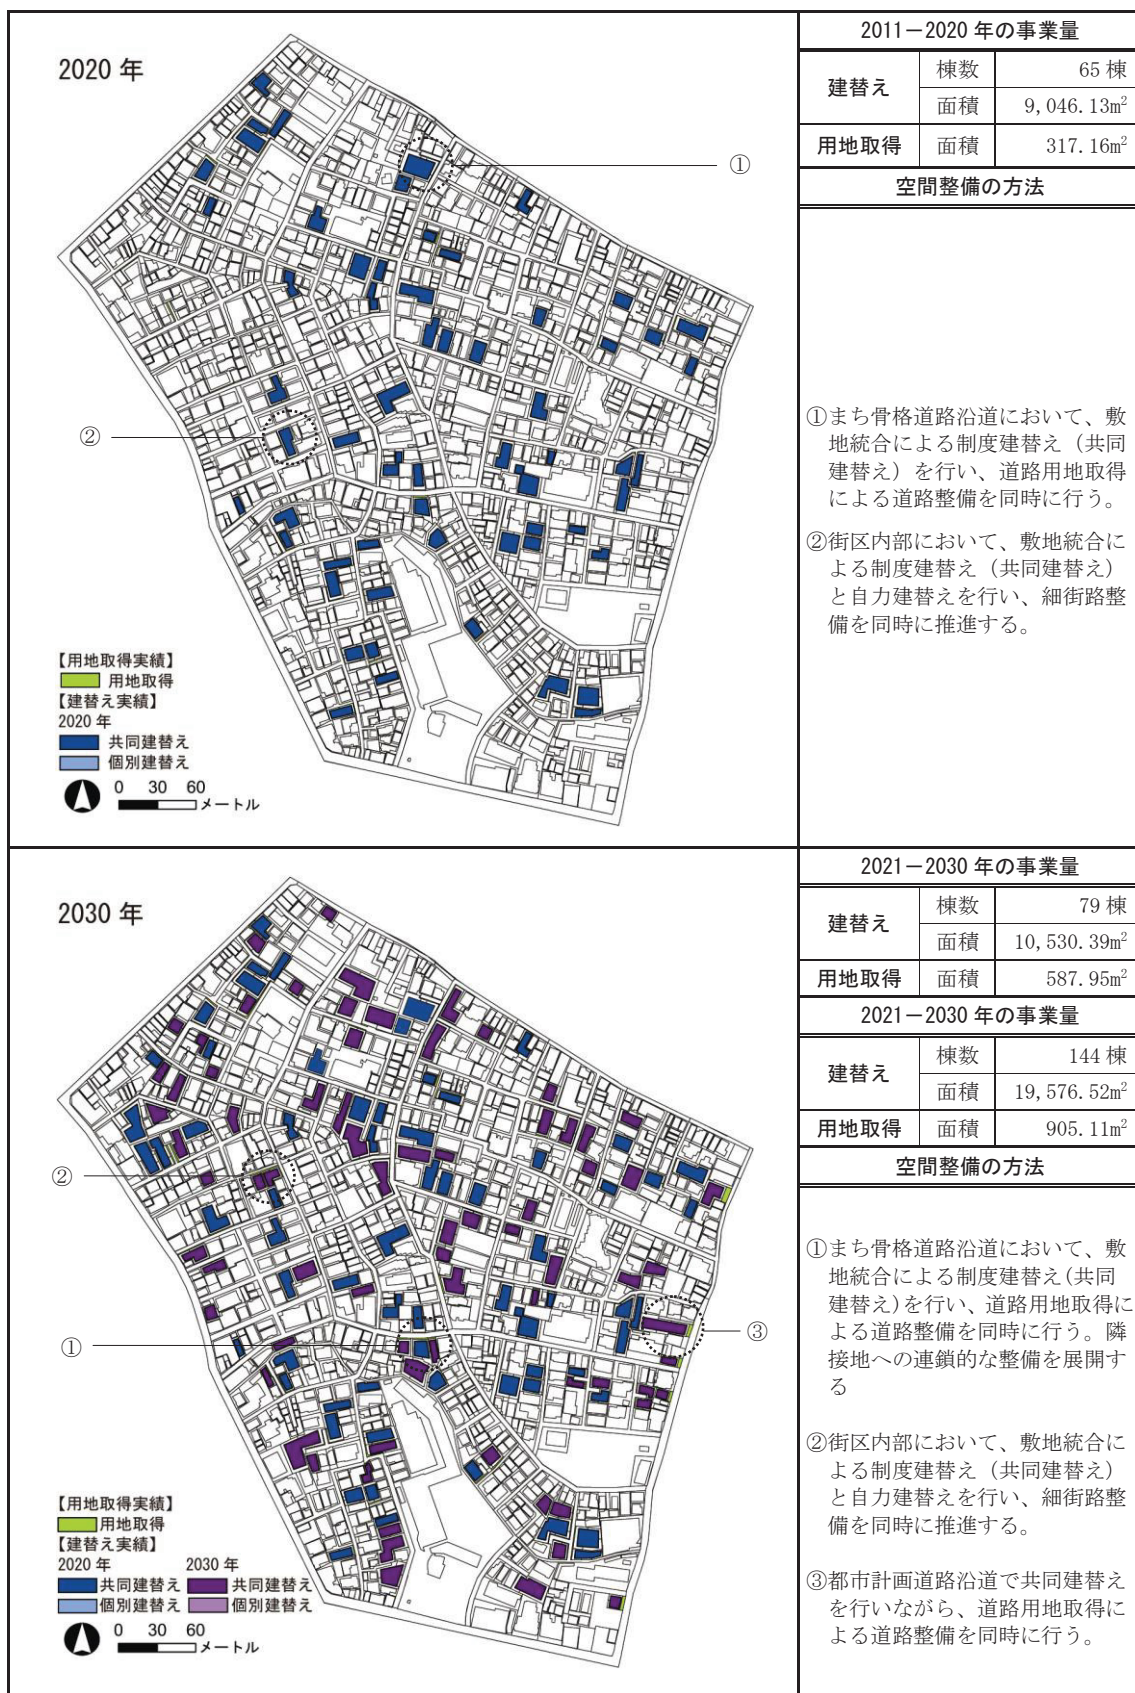 2020 年
①
②
【用地取得実績】
用地取得
【建替え実績】
2020 年
共同建替え
個別建替え
0 30 60
メートル
2011－2020 年の事業量
建替え 棟数 65 棟
面積 9,046.13m²
用地取得 面積 317.16m²
空間整備の方法
①まち骨格道路沿道において、敷
地統合による制度建替え（共同
建替え）を行い、道路用地取得
による道路整備を同時に行う。
②街区内部において、敷地統合に
よる制度建替え（共同建替え）
と自力建替えを行い、細街路整
備を同時に推進する。
2030 年
②
①
③
【用地取得実績】
用地取得
【建替え実績】
2020 年 2030 年
共同建替え 共同建替え
個別建替え 個別建替え
0 30 60
メートル
2021－2030 年の事業量
建替え 棟数 79 棟
面積 10,530.39m²
用地取得 面積 587.95m²
2021－2030 年の事業量
建替え 棟数 144 棟
面積 19,576.52m²
用地取得 面積 905.11m²
空間整備の方法
①まち骨格道路沿道において、敷
地統合による制度建替え(共同
建替え)を行い、道路用地取得に
よる道路整備を同時に行う。隣
接地への連鎖的な整備を展開す
る
②街区内部において、敷地統合に
よる制度建替え（共同建替え）
と自力建替えを行い、細街路整
備を同時に推進する。
③都市計画道路沿道で共同建替え
を行いながら、道路用地取得に
よる道路整備を同時に行う。